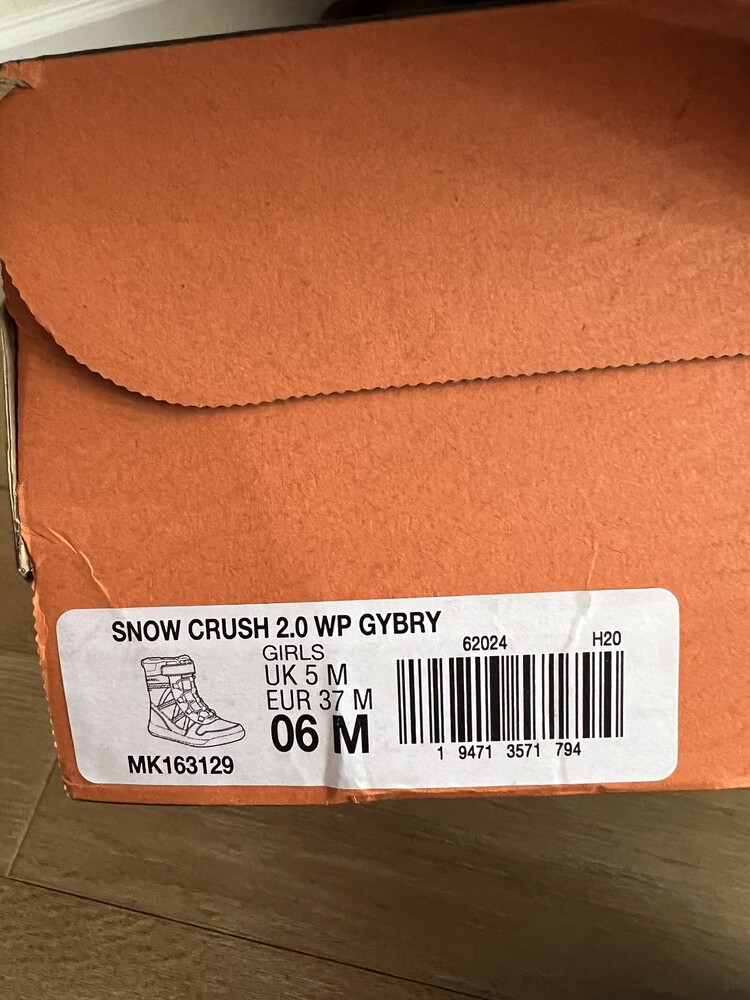 SNOW CRUSH 2.0 WP GYBRY
GIRLS
UK 5 M
EUR 37 M
06 M
MK163129
62024 H20
1 9471 3571 794